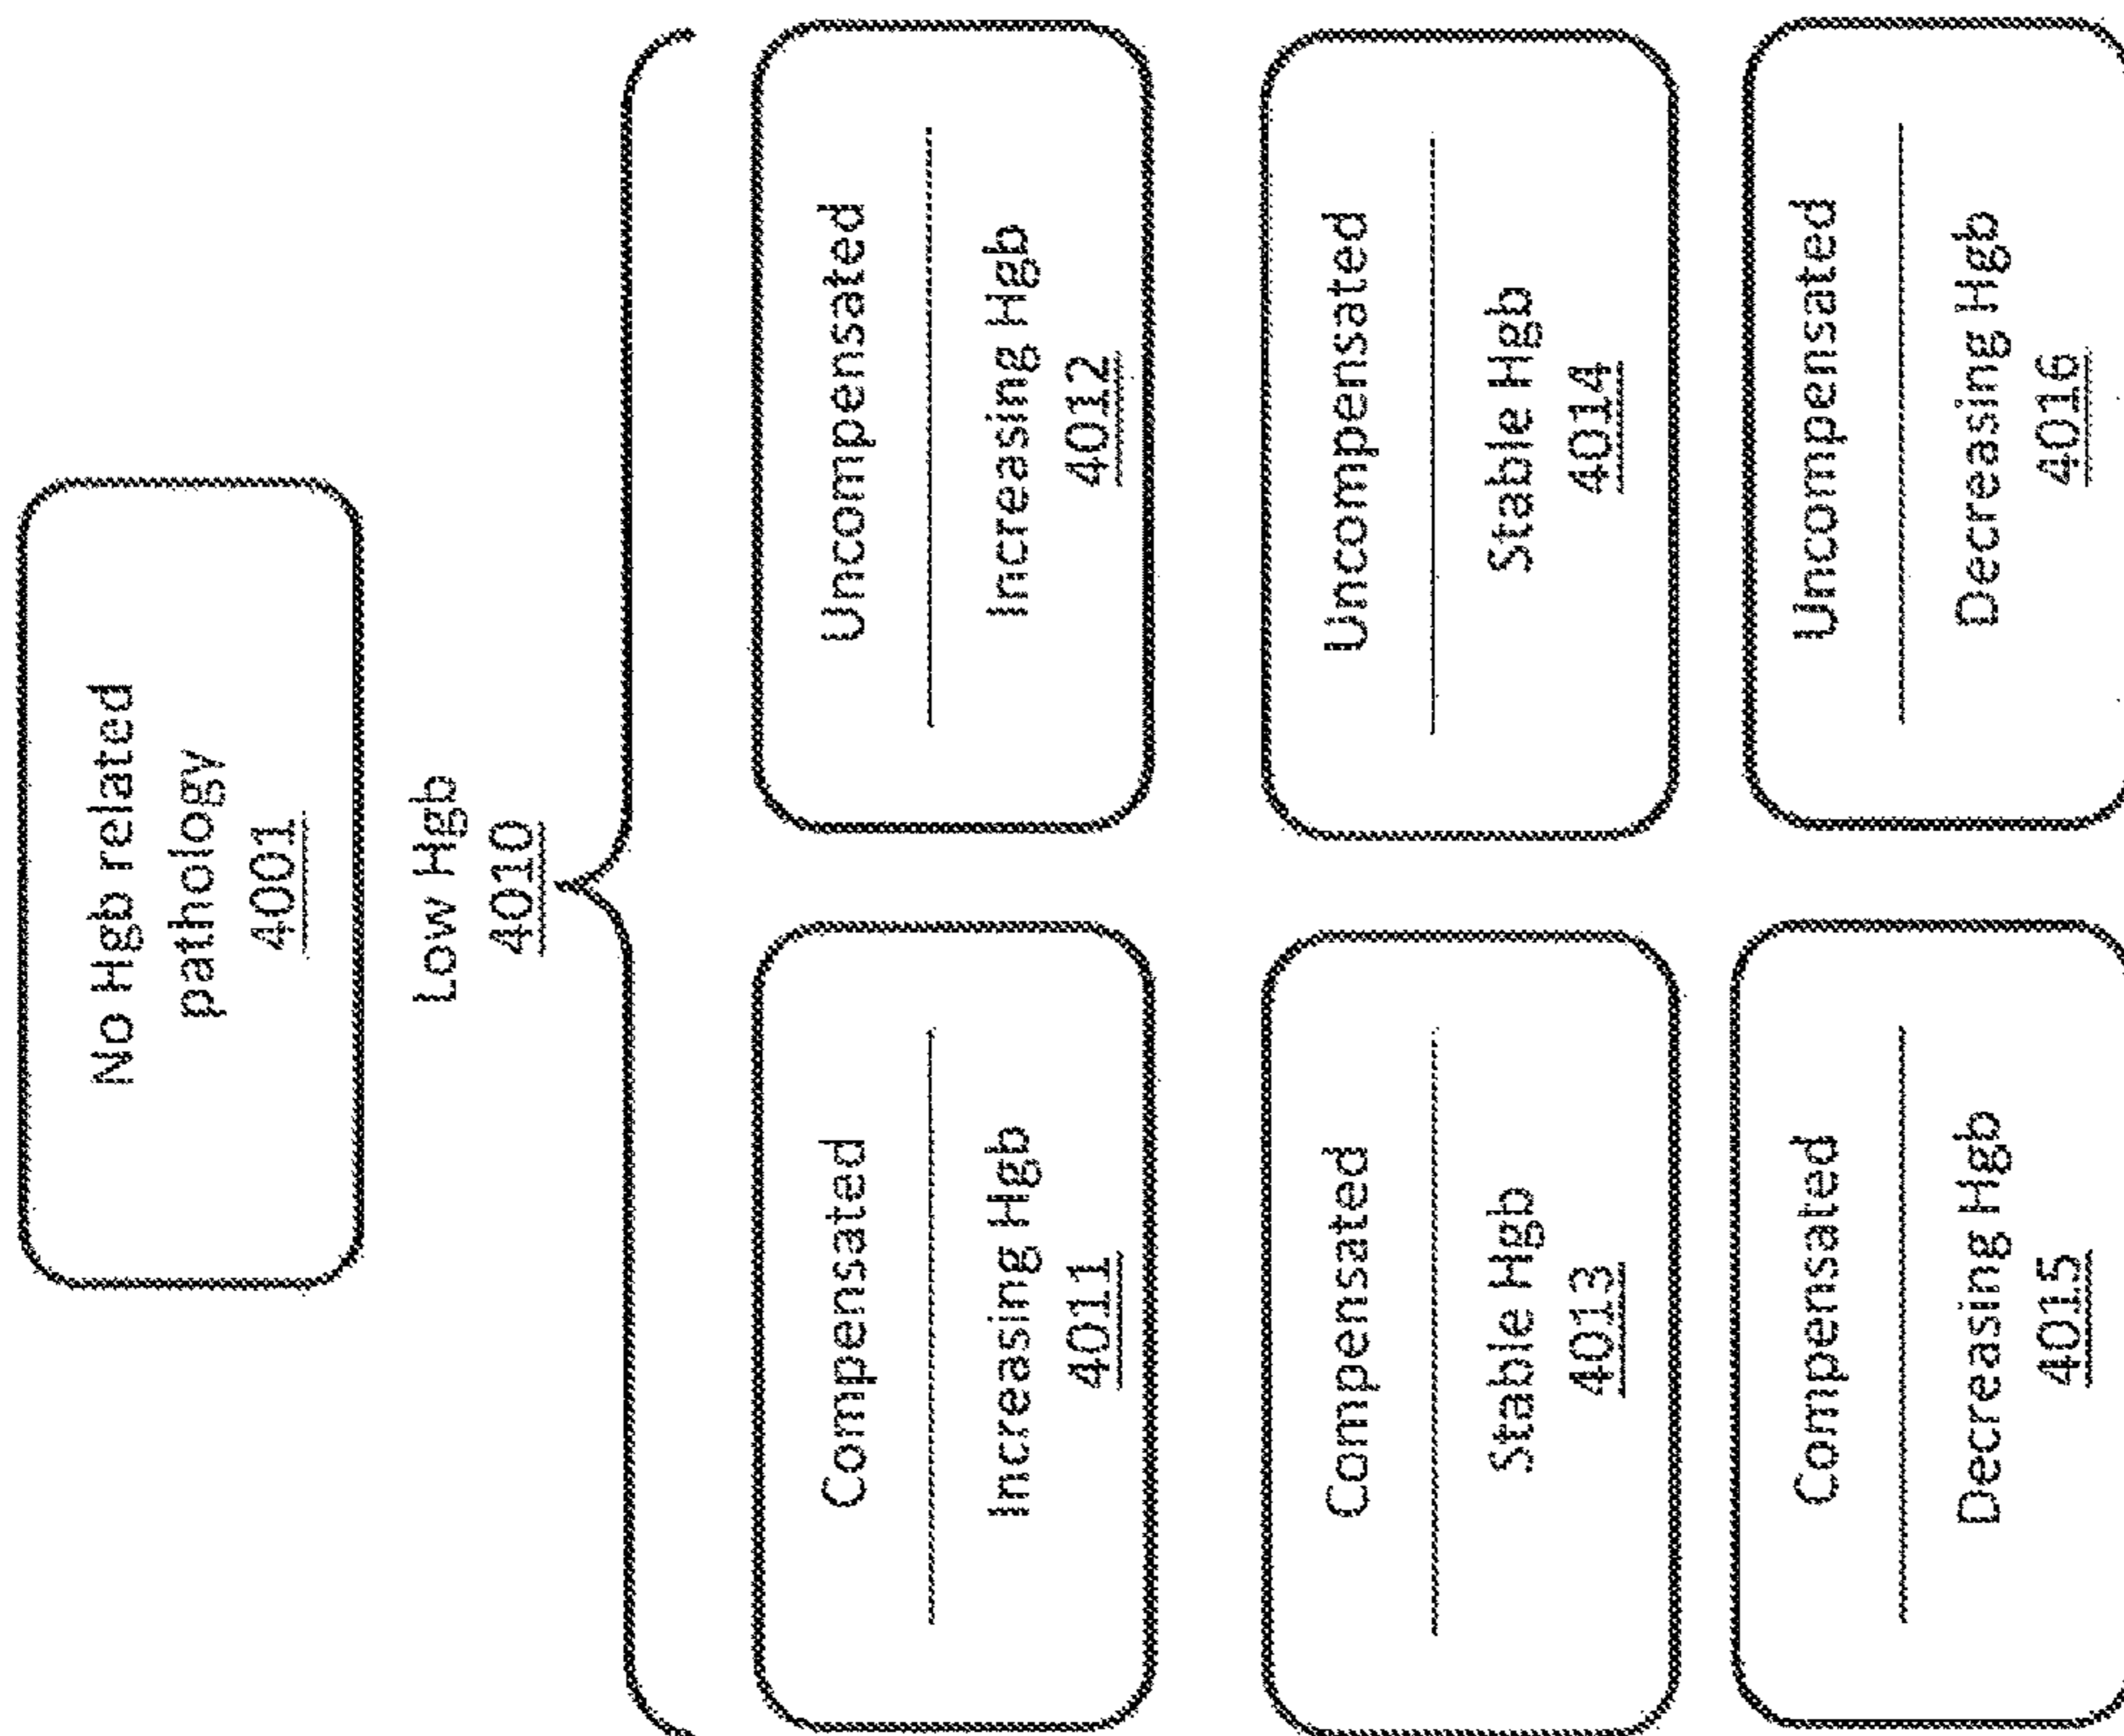 No Hgb related
pathology
4001
Low Hgb
4010
Compensated
Increasing Hgb
4011
Uncompensated
Increasing Hgb
4012
Compensated
Stable Hgb
4013
Uncompensated
Stable Hgb
4014
Compensated
Decreasing Hgb
4015
Uncompensated
Decreasing Hgb
4016